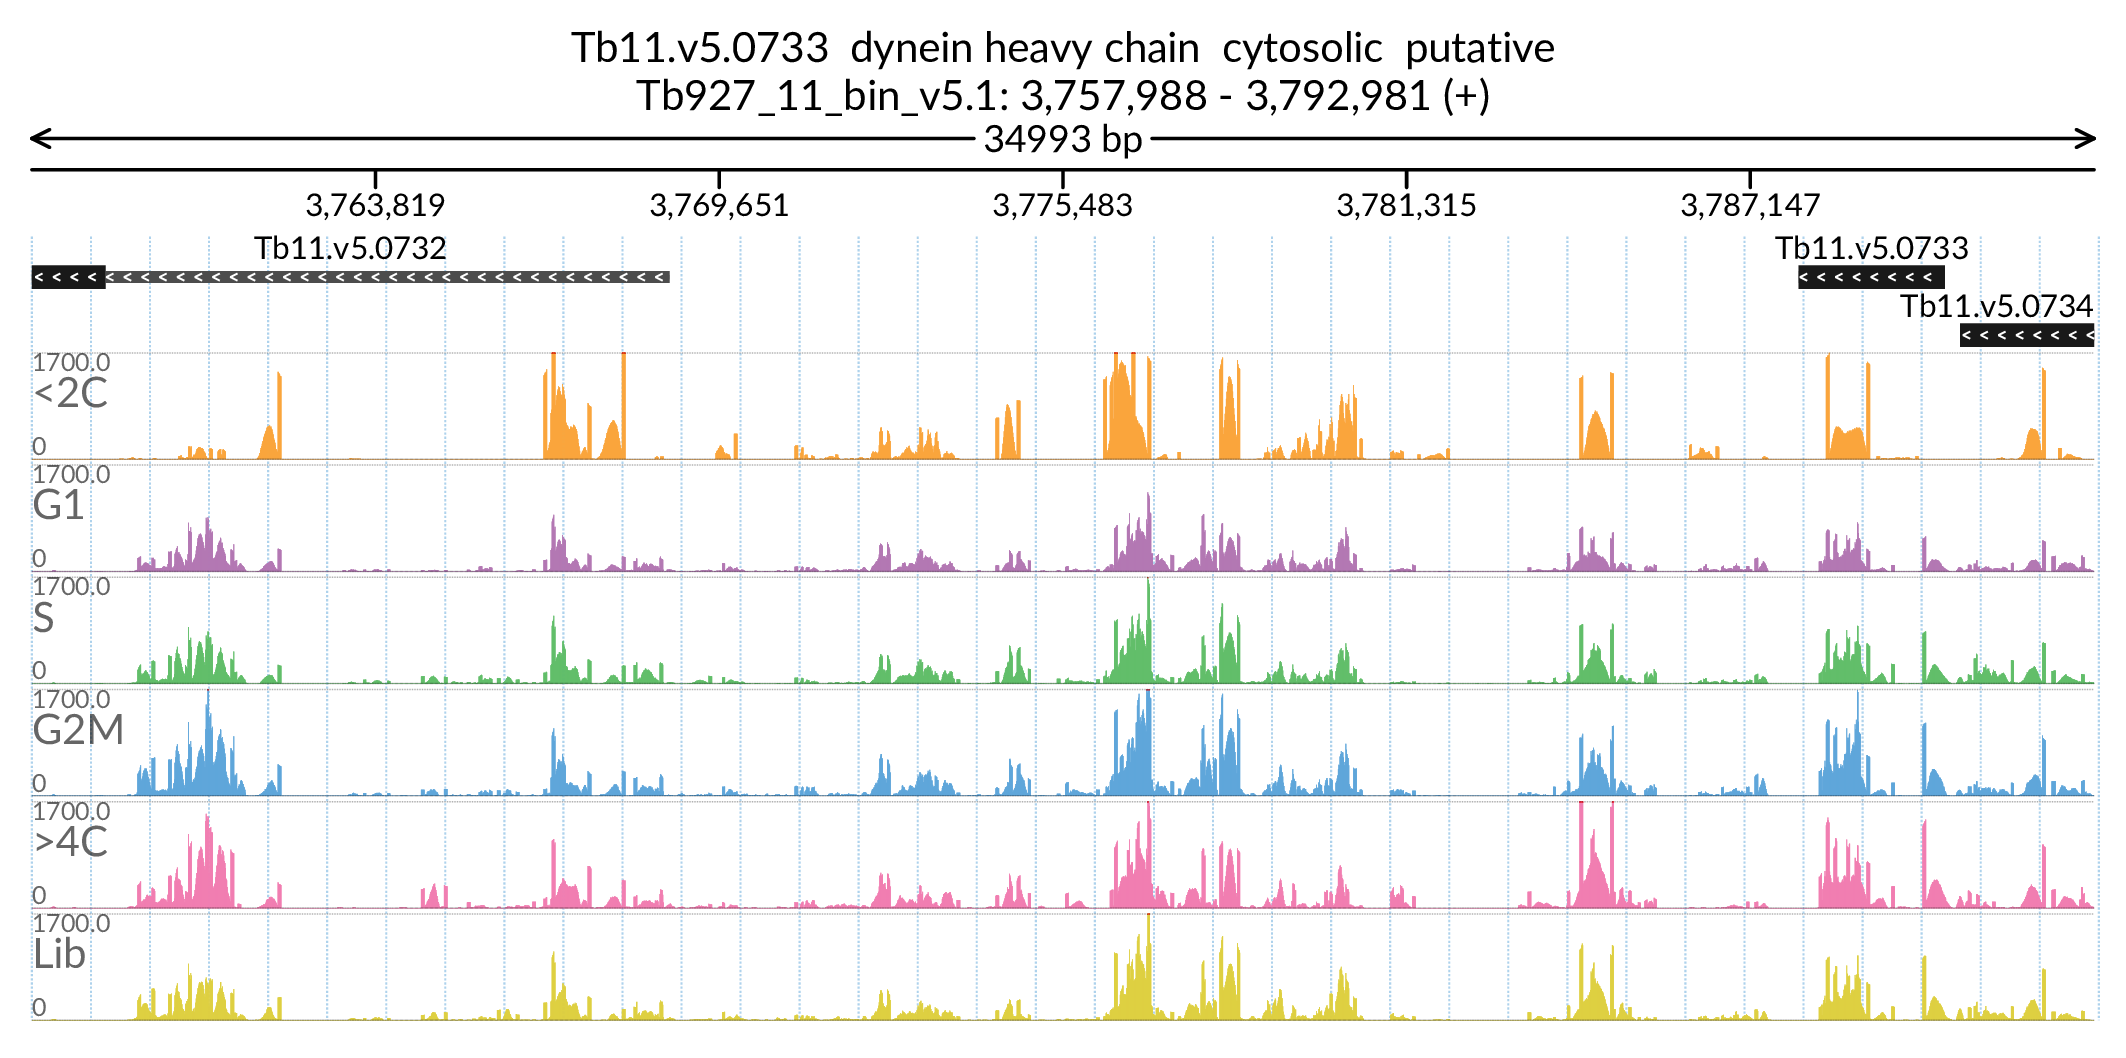 Tb11.v5.0733 dynein heavy chain cytosolic putative
Tb927_11_bin_v5.1: 3,757,988 - 3,792,981 (+)
34993 bp
3,763,819 3,769,651 3,775,483 3,781,315 3,787,147
Tb11.v5.0732 Tb11.v5.0733
Tb11.v5.0734
1700.0
<2C
0
1700.0
G1
0
1700.0
S
0
1700.0
G2M
0
1700.0
>4C
0
1700.0
Lib
0